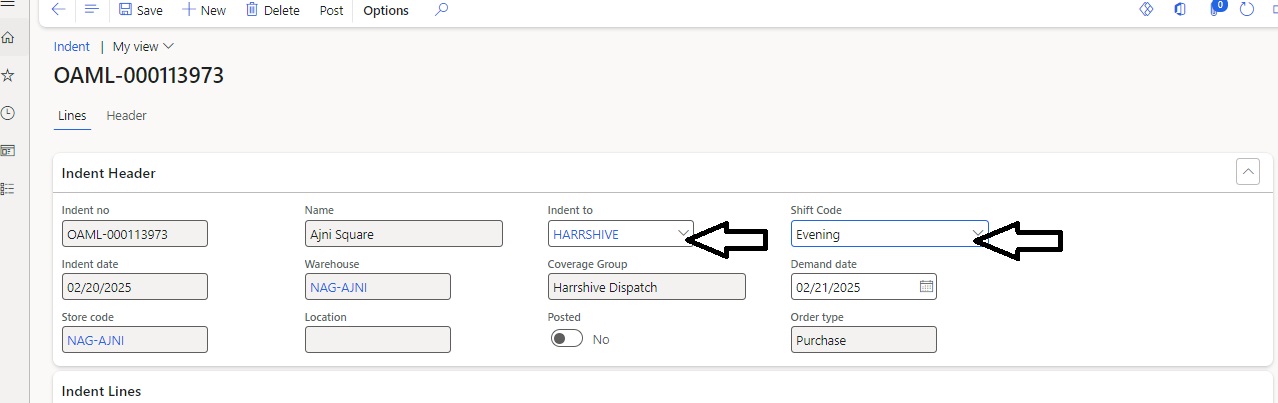 Save New Delete Post Options 0
Indent | My view
OAML-000113973
Lines Header
Indent Header
Indent no Name Indent to Shift Code
OAML-000113973 Ajni Square HARRSHIVE Evening
Indent date Warehouse Coverage Group Demand date
02/20/2025 NAG-AJNI Harrshive Dispatch 02/21/2025
Store code Location Posted Order type
NAG-AJNI No Purchase
Indent Lines